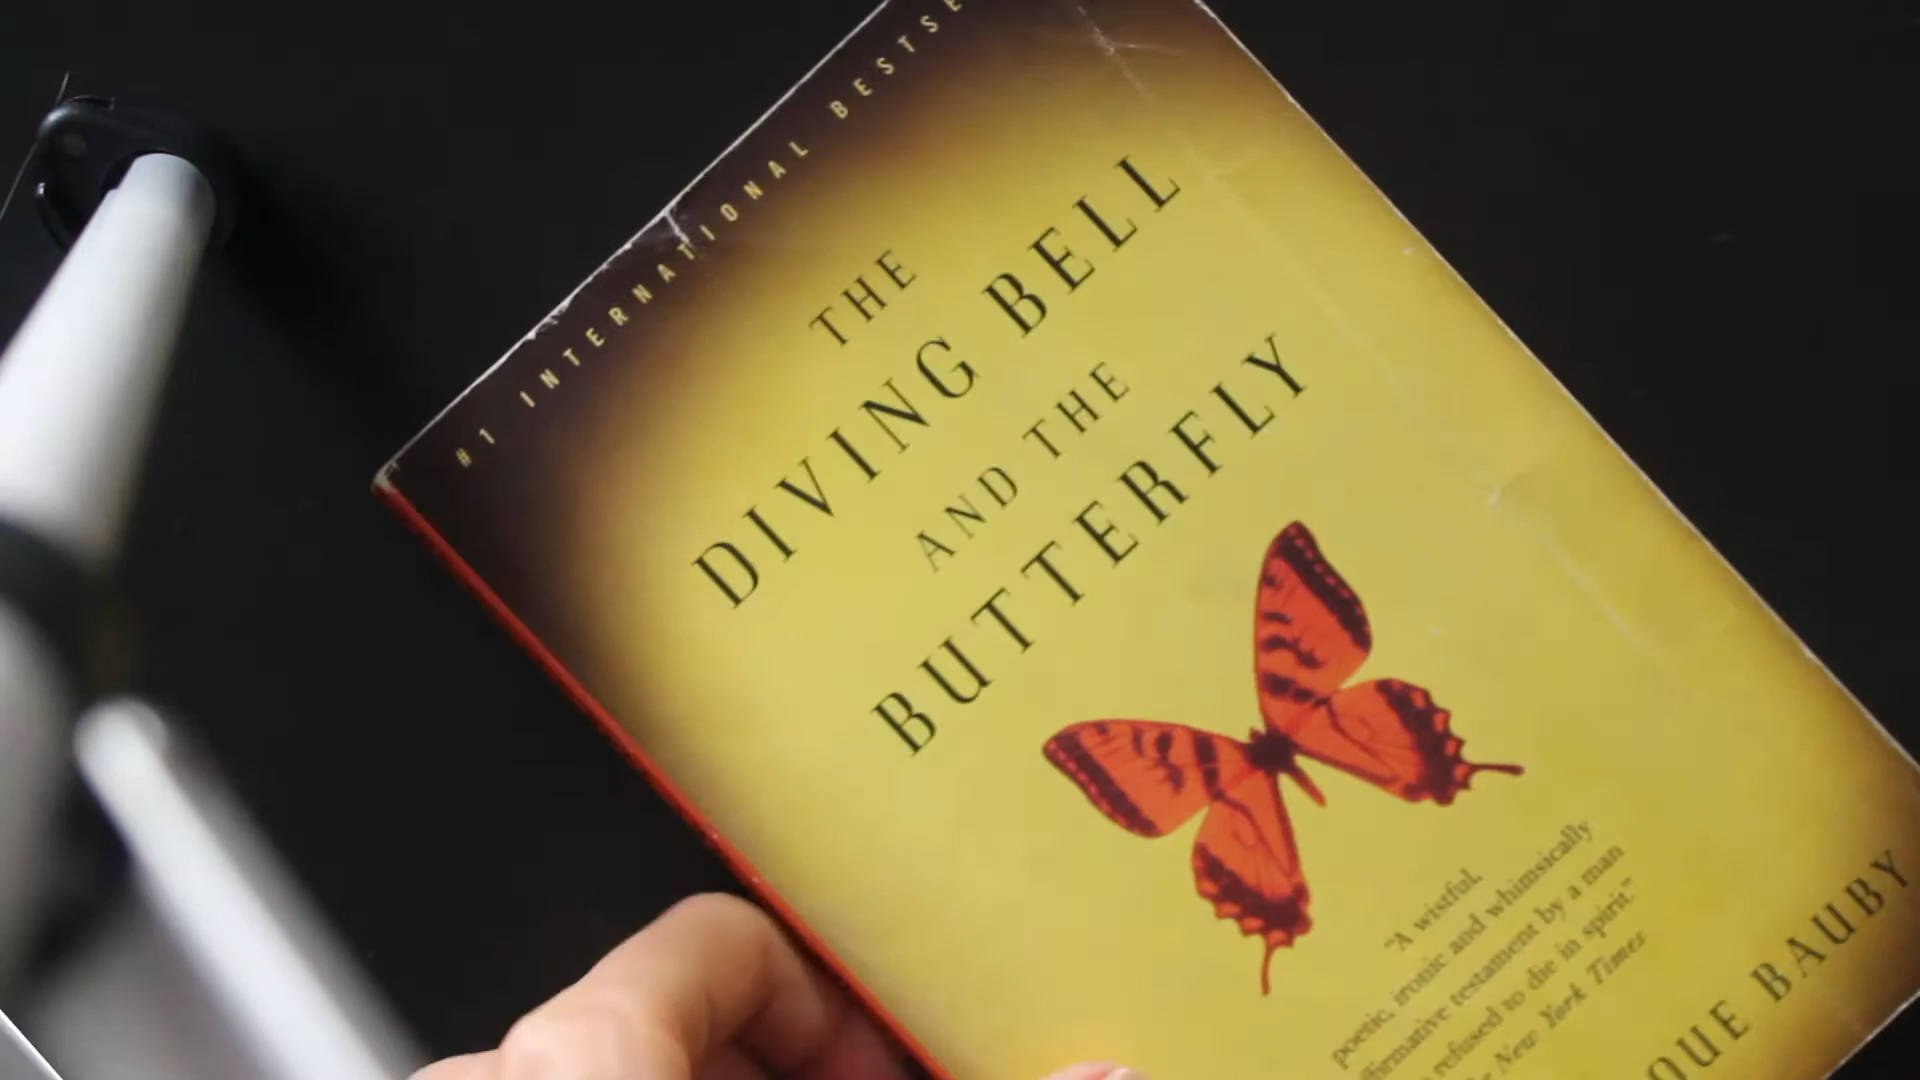 #1 INTERNATIONAL BESTSE
THE
DIVING BELL
AND THE
BUTTERFLY
"A wistful,
poetic, ironic and whimsically
ffirmative testament by a man
refused to die in spirit."
New York Times
QUE BAUBY